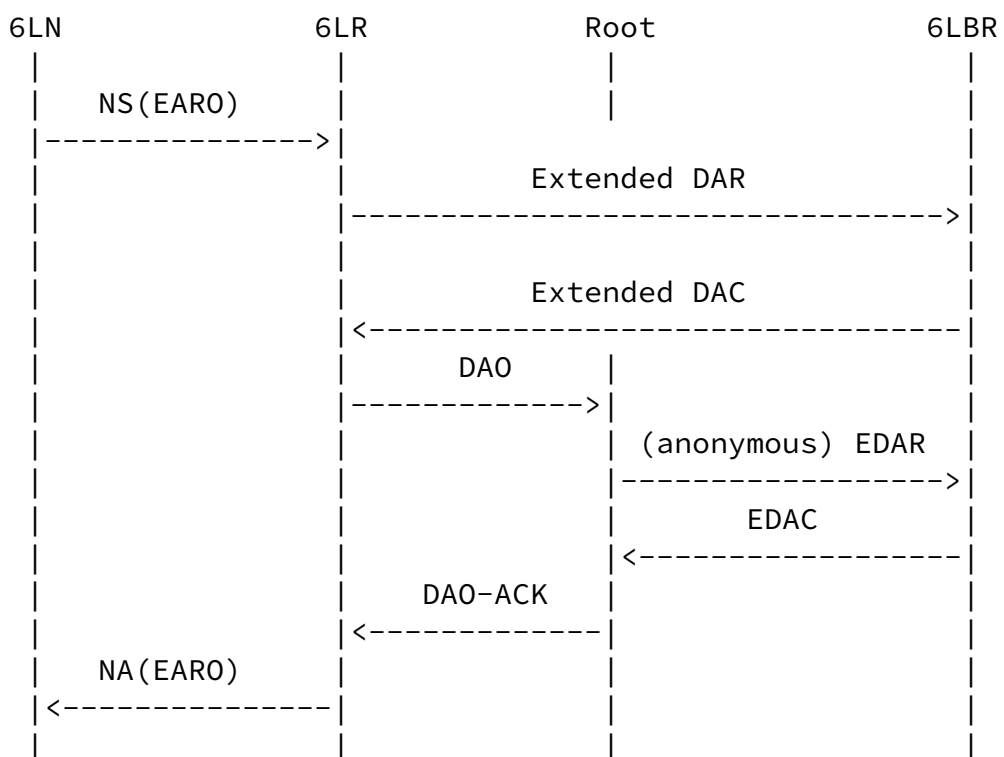 6LN 6LR Root 6LBR
NS(EARO)
Extended DAR
Extended DAC
DAO
(anonymous) EDAR
EDAC
DAO-ACK
NA(EARO)